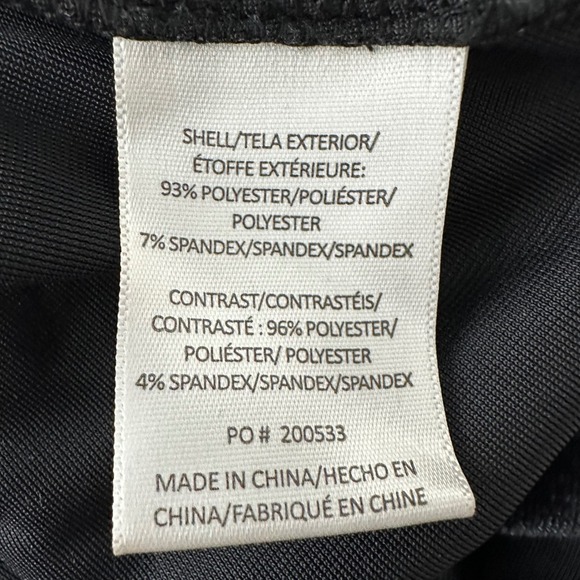 SHELL/TELA EXTERIOR/
ÉTOFFE EXTÉRIEURE:
93% POLYESTER/POLIÉSTER/
POLYESTER
7% SPANDEX/SPANDEX/SPANDEX
CONTRAST/CONTRASTÉIS/
CONTRASTÉ : 96% POLYESTER/
POLIÉSTER/ POLYESTER
4% SPANDEX/SPANDEX/SPANDEX
PO # 200533
MADE IN CHINA/HECHO EN
CHINA/FABRIQUÉ EN CHINE